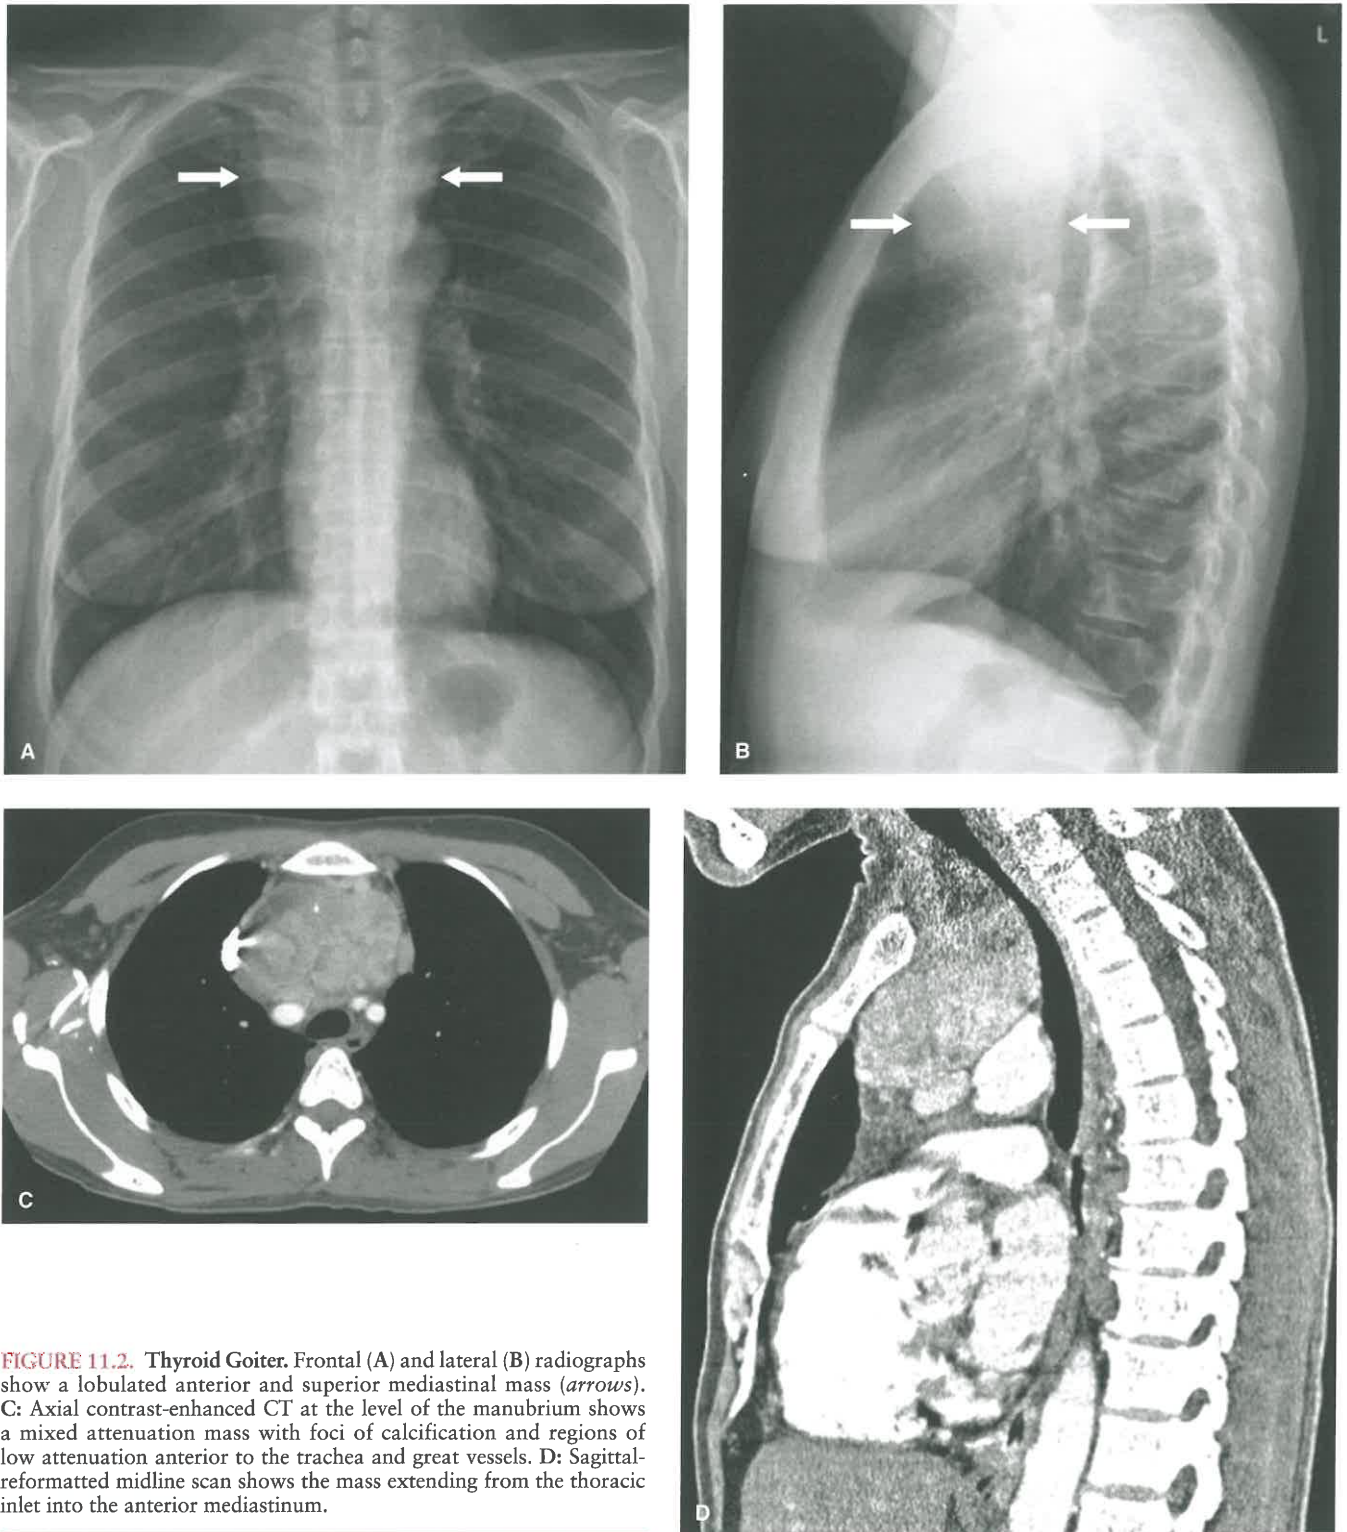 L
A
B
C
D
FIGURE 11.2. Thyroid Goiter. Frontal (A) and lateral (B) radiographs
show a lobulated anterior and superior mediastinal mass (arrows).
C: Axial contrast-enhanced CT at the level of the manubrium shows
a mixed attenuation mass with foci of calcification and regions of
low attenuation anterior to the trachea and great vessels. D: Sagittal-
reformatted midline scan shows the mass extending from the thoracic
inlet into the anterior mediastinum.